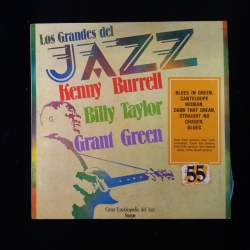 Los Grandes del
JAZZ
Kenny Burrell
Billy Taylor
Grant Green
BLUES IN GREEN,
CANTELOUPE
WOMAN,
DARN THAT DREAM,
STRAIGHT NO
CHASER,
BLUES
55
Gran Enciclopedia del Jazz
Sarpe